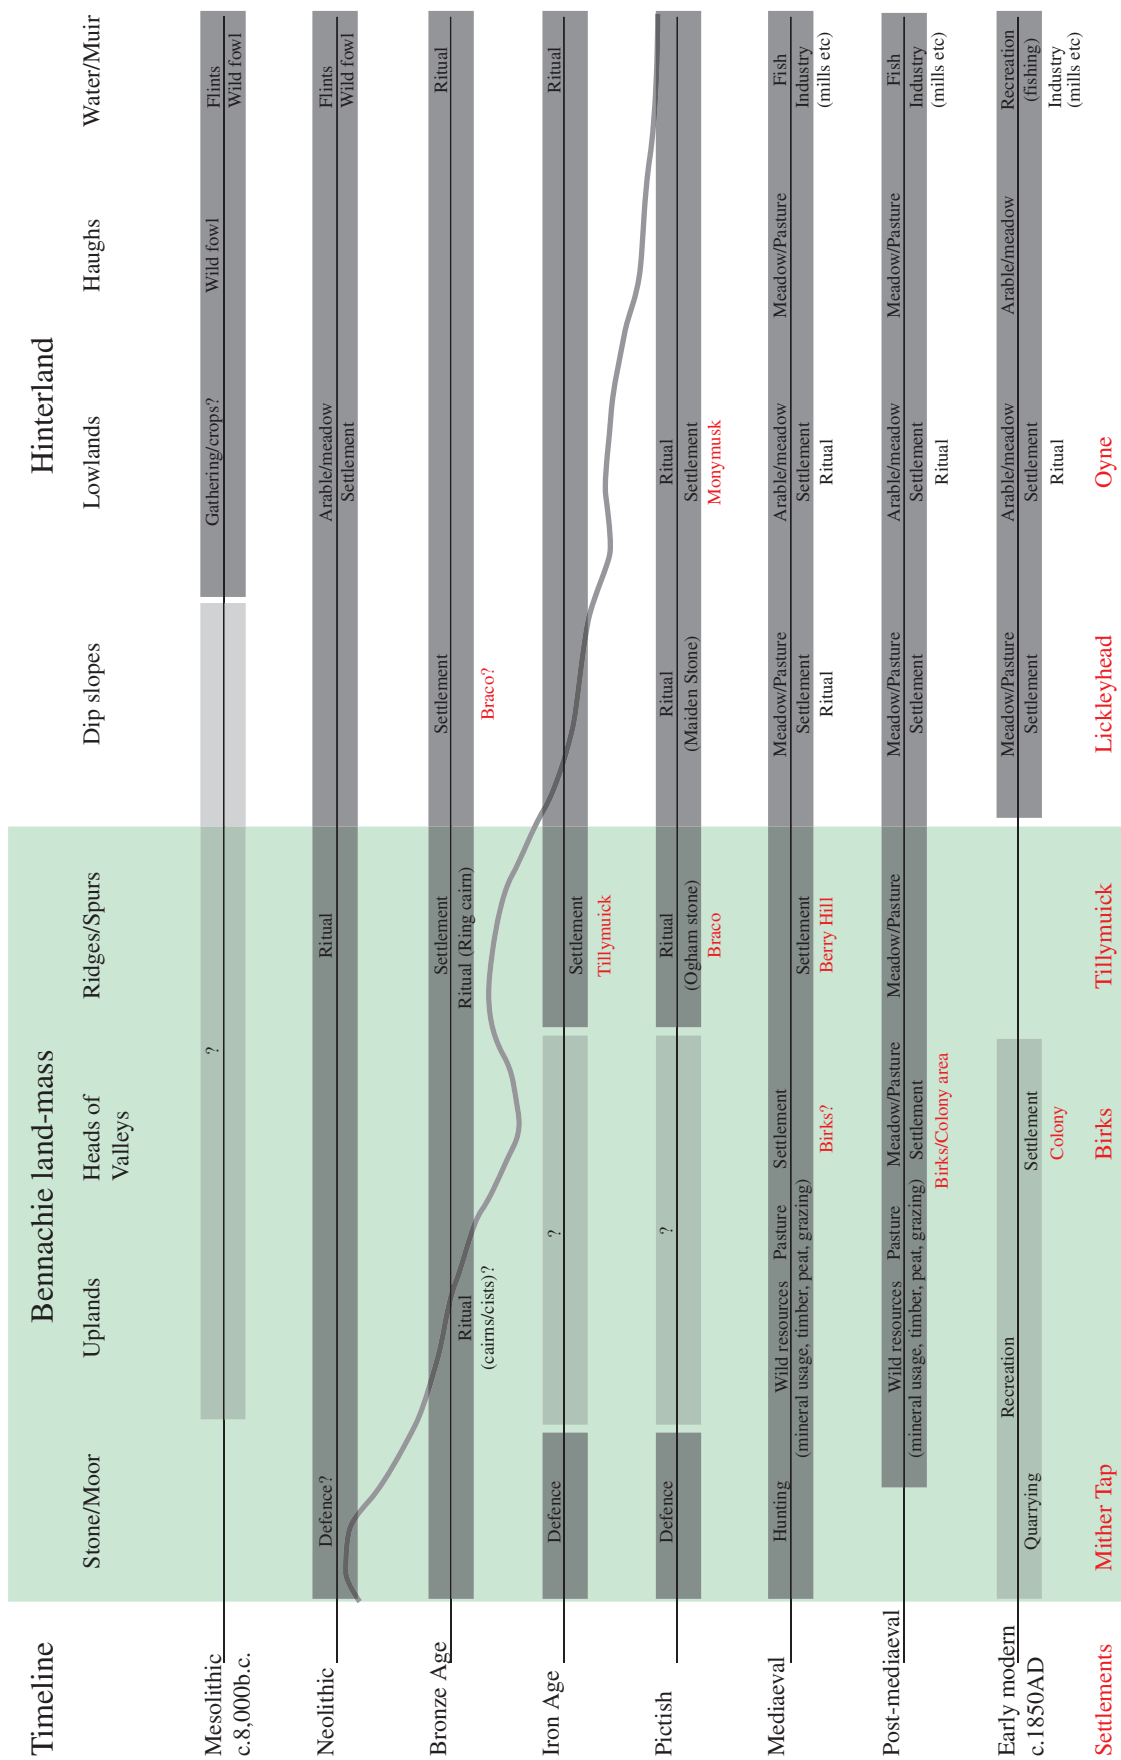 Timeline
Bennachie land-mass
Hinterland
Stone/Moor
Uplands
Heads of
Valleys
Ridges/Spurs
Dip slopes
Lowlands
Haughs
Water/Muir
Mesolithic
c.8,000b.c.
?
Gathering/crops?
Wild fowl
Flints
Wild fowl
Neolithic
Defence?
Ritual
Arable/meadow
Settlement
Flints
Wild fowl
Bronze Age
Ritual
(cairns/cists)?
Settlement
Ritual (Ring cairn)
Settlement
Braco?
Ritual
Iron Age
Defence
?
Settlement
Tillymuick
Ritual
Pictish
Defence
?
Ritual
(Ogham stone)
Braco
Ritual
(Maiden Stone)
Ritual
Settlement
Monymusk
Mediaeval
Hunting
Wild resources
Pasture
(mineral usage, timber, peat, grazing)
Settlement
Birks?
Settlement
Berry Hill
Meadow/Pasture
Settlement
Ritual
Arable/meadow
Settlement
Ritual
Meadow/Pasture
Fish
Industry
(mills etc)
Post-mediaeval
Wild resources
Pasture
(mineral usage, timber, peat, grazing)
Meadow/Pasture
Settlement
Birks/Colony area
Meadow/Pasture
Meadow/Pasture
Settlement
Arable/meadow
Settlement
Ritual
Meadow/Pasture
Fish
Industry
(mills etc)
Early modern
c.1850AD
Quarrying
Recreation
Settlement
Colony
Meadow/Pasture
Settlement
Arable/meadow
Settlement
Ritual
Arable/meadow
Recreation
(fishing)
Industry
(mills etc)
Settlements
Mither Tap
Birks
Tillymuick
Lickleyhead
Oyne